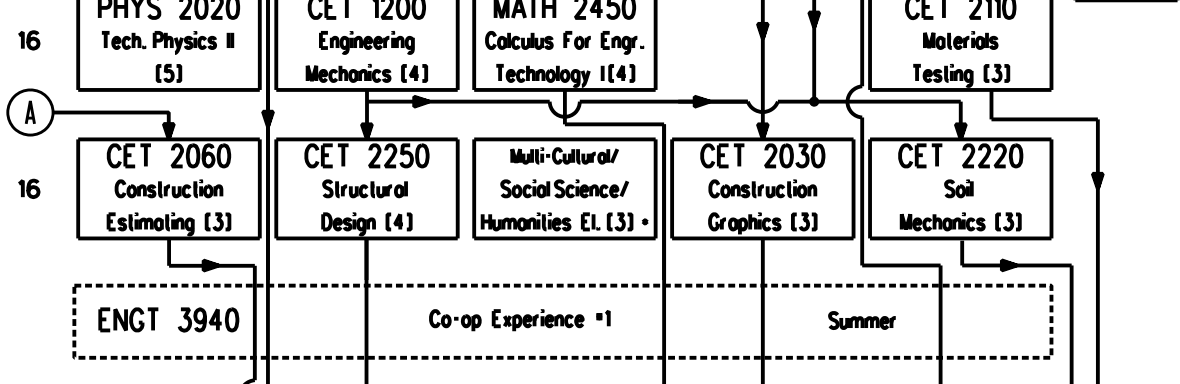 PHYS 2020
Tech. Physics II
(5)
CET 1200
Engineering
Mechanics (4)
MATH 2450
Calculus For Engr.
Technology I(4)
CET 2110
Materials
Testing (3)
16
A
CET 2060
Construction
Estimating (3)
CET 2250
Structural
Design (4)
Multi-Cultural/
Social Science/
Humanities El. (3) *
CET 2030
Construction
Graphics (3)
CET 2220
Soil
Mechanics (3)
16
ENGT 3940
Co-op Experience #1
Summer